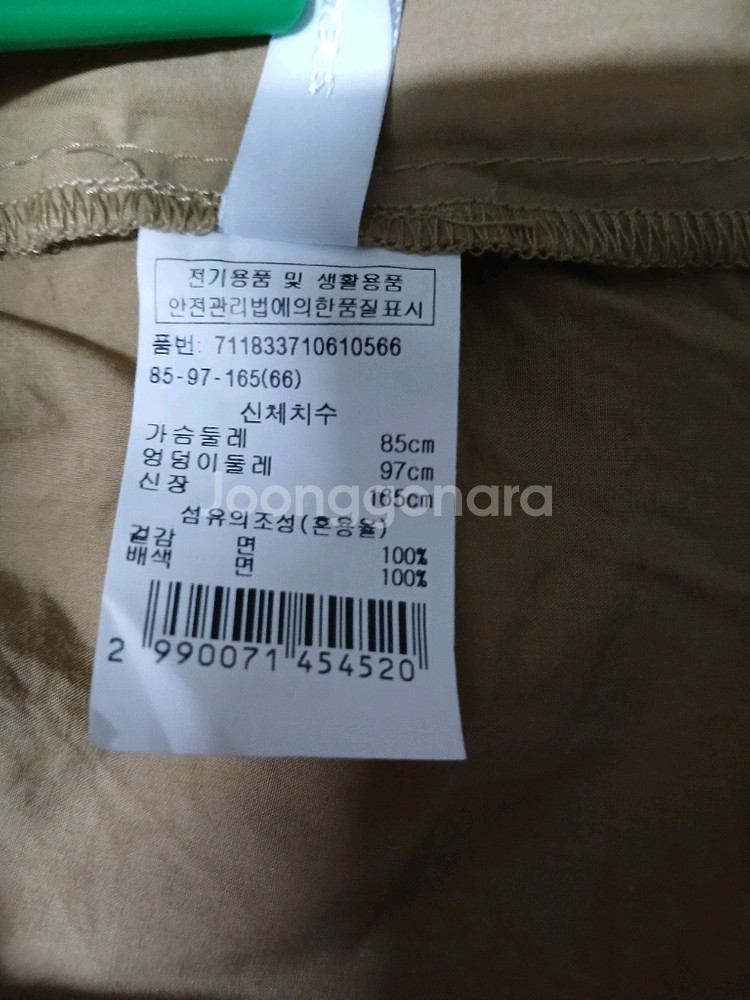 전기용품 및 생활용품
안전관리법에의한품질표시
품번: 711833710610566
85-97-165(66)
신체치수
가슴둘레 85cm
엉덩이둘레 97cm
신장 165cm
섬유의조성(혼용율)
겉감 면 100%
배색 면 100%
2 990071 454520
Joonggonara